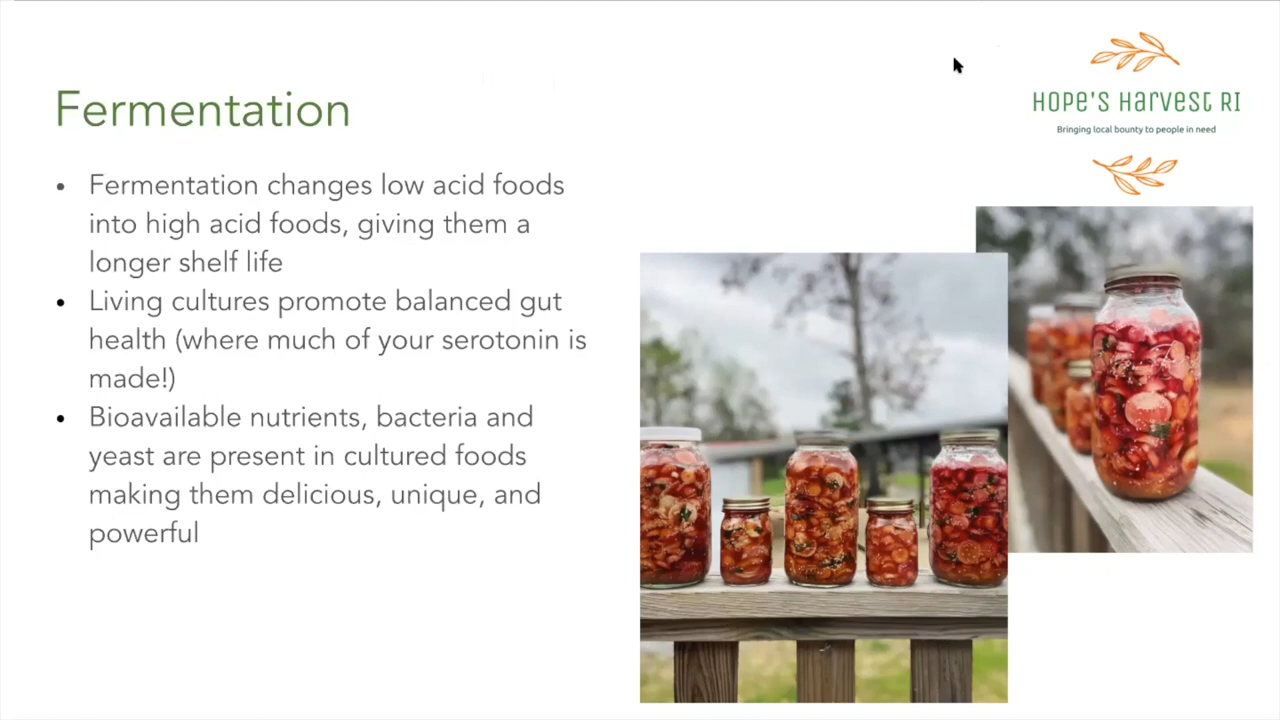 Fermentation
• Fermentation changes low acid foods
into high acid foods, giving them a
longer shelf life
• Living cultures promote balanced gut
health (where much of your serotonin is
made!)
• Bioavailable nutrients, bacteria and
yeast are present in cultured foods
making them delicious, unique, and
powerful
HOPE'S HARVEST RI
Bringing local bounty to people in need